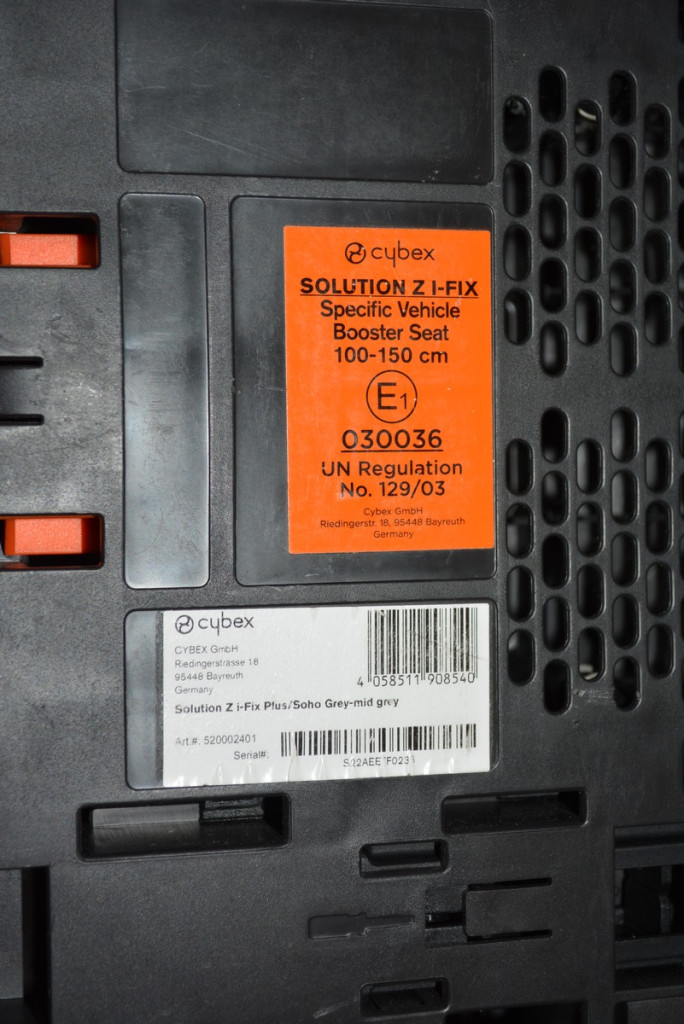 cybex
SOLUTION Z I-FIX
Specific Vehicle
Booster Seat
100-150 cm
E1
030036
UN Regulation
No. 129/03
Cybex GmbH
Riedingerstr. 18, 95448 Bayreuth
Germany
cybex
CYBEX GmbH
Riedingerstrasse 18
95448 Bayreuth
Germany
4 058511 908540
Solution Z i-Fix Plus/Soho Grey-mid grey
Art.#: 520002401
Serial#: